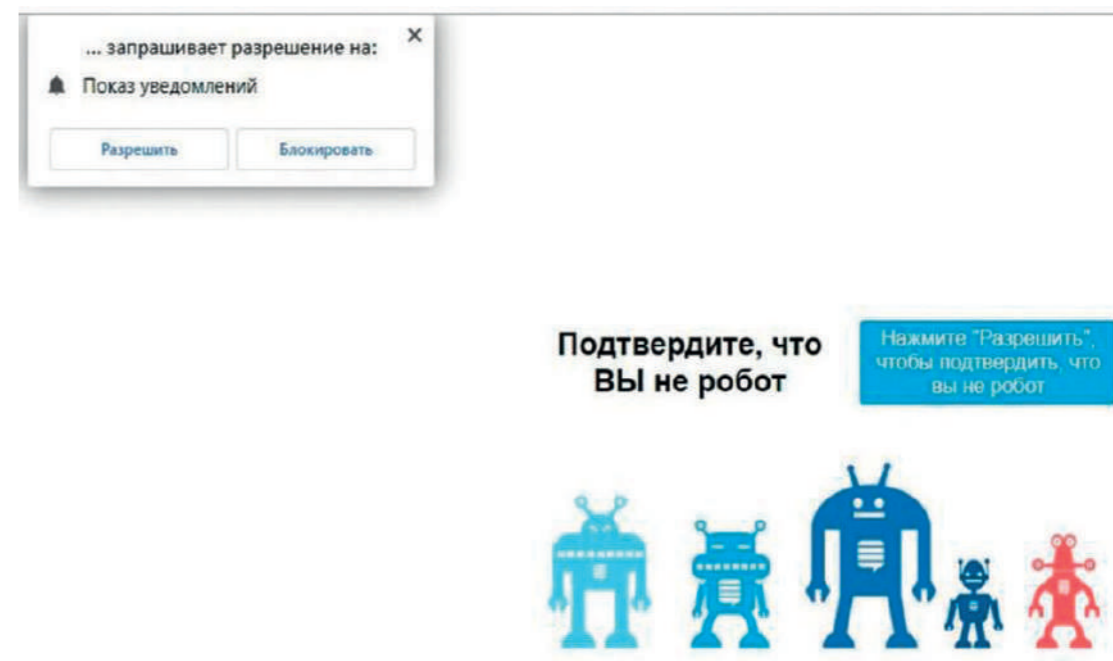 ... запрашивает разрешение на:
Показ уведомлений
Разрешить
Блокировать
Подтвердите, что
ВЫ не робот
Нажмите "Разрешить",
чтобы подтвердить, что
вы не робот